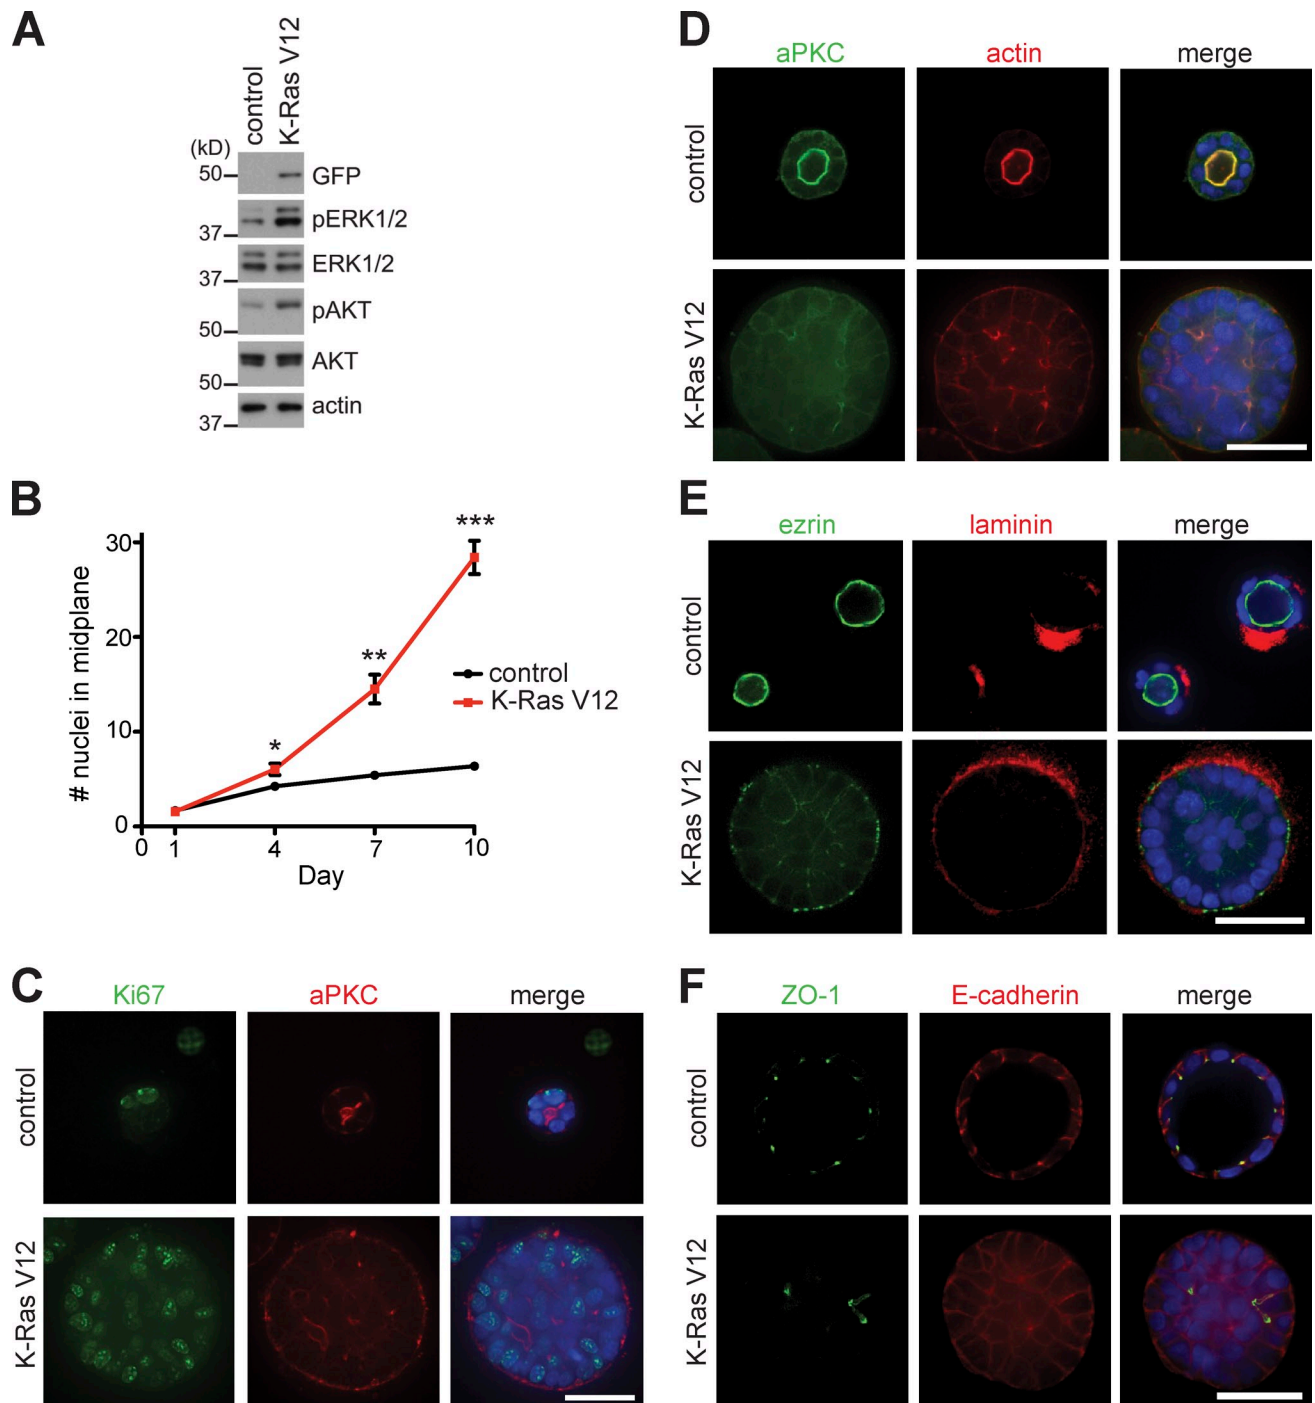 A
control
K-Ras V12
(kD)
50
GFP
pERK1/2
37
ERK1/2
37
pAKT
50
AKT
50
actin
37
B
# nuclei in midplane
30
20
10
0
0 1 4 7 10
Day
*
**
***
control
K-Ras V12
C
Ki67 aPKC merge
control
K-Ras V12
D
aPKC actin merge
control
K-Ras V12
E
ezrin laminin merge
control
K-Ras V12
F
ZO-1 E-cadherin merge
control
K-Ras V12